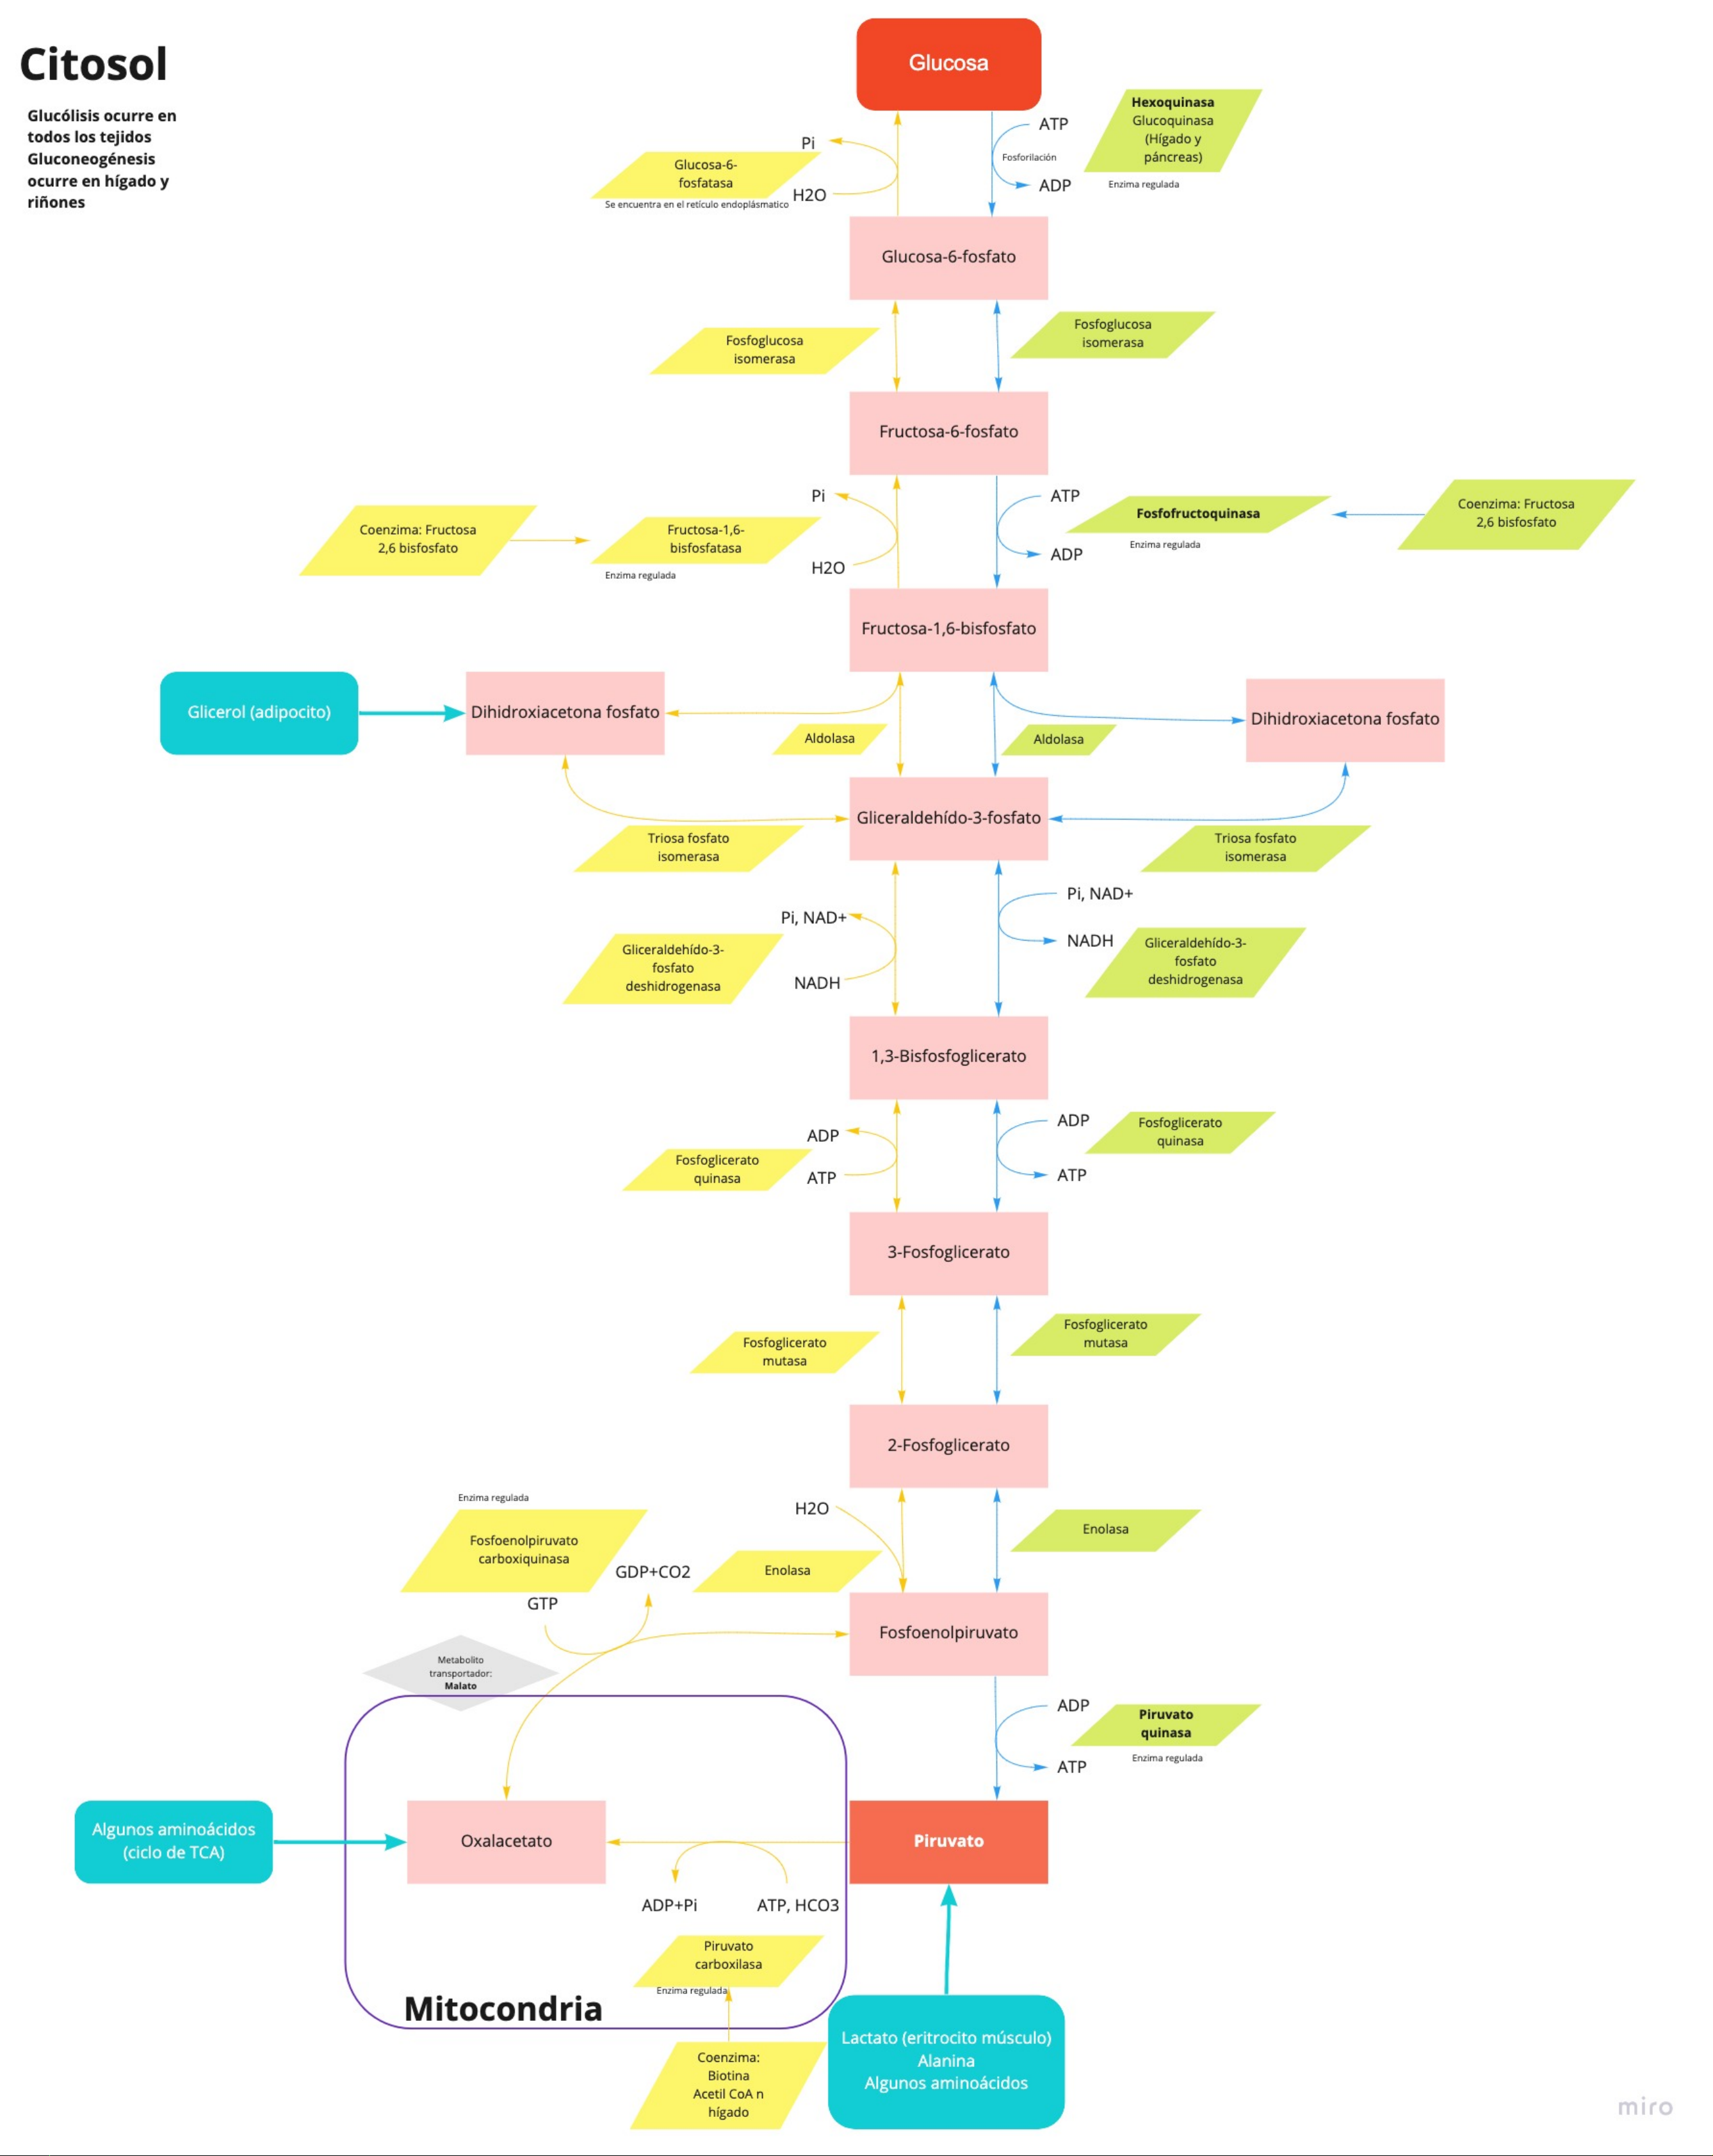 Citosol
Glucólisis ocurre en
todos los tejidos
Gluconeogénesis
ocurre en hígado y
riñones
Glucosa
ATP
Fosforilación
ADP
Hexoquinasa
Glucoquinasa
(Hígado y
páncreas)
Enzima regulada
Pi
Glucosa-6-
fosfatasa
H2O
Se encuentra en el retículo endoplásmatico
Glucosa-6-fosfato
Fosfoglucosa
isomerasa
Fosfoglucosa
isomerasa
Fructosa-6-fosfato
Coenzima: Fructosa
2,6 bisfosfato
Fructosa-1,6-
bisfosfatasa
Enzima regulada
Pi
H2O
ATP
ADP
Fosfofructoquinasa
Enzima regulada
Coenzima: Fructosa
2,6 bisfosfato
Fructosa-1,6-bisfosfato
Glicerol (adipocito)
Dihidroxiacetona fosfato
Aldolasa
Aldolasa
Dihidroxiacetona fosfato
Gliceraldehído-3-fosfato
Triosa fosfato
isomerasa
Triosa fosfato
isomerasa
Pi, NAD+
NADH
Gliceraldehído-3-
fosfato
deshidrogenasa
Pi, NAD+
NADH
Gliceraldehído-3-
fosfato
deshidrogenasa
1,3-Bisfosfoglicerato
ADP
ATP
Fosfoglicerato
quinasa
ADP
ATP
Fosfoglicerato
quinasa
3-Fosfoglicerato
Fosfoglicerato
mutasa
Fosfoglicerato
mutasa
2-Fosfoglicerato
Enzima regulada
Fosfoenolpiruvato
carboxiquinasa
GTP
GDP+CO2
H2O
Enolasa
Enolasa
Fosfoenolpiruvato
Metabolito
transportador:
Malato
ADP
ATP
Piruvato
quinasa
Enzima regulada
Algunos aminoácidos
(ciclo de TCA)
Oxalacetato
Piruvato
ADP+Pi
ATP, HCO3
Piruvato
carboxilasa
Enzima regulada
Mitocondria
Coenzima:
Biotina
Acetil CoA n
hígado
Lactato (eritrocito músculo)
Alanina
Algunos aminoácidos
miro